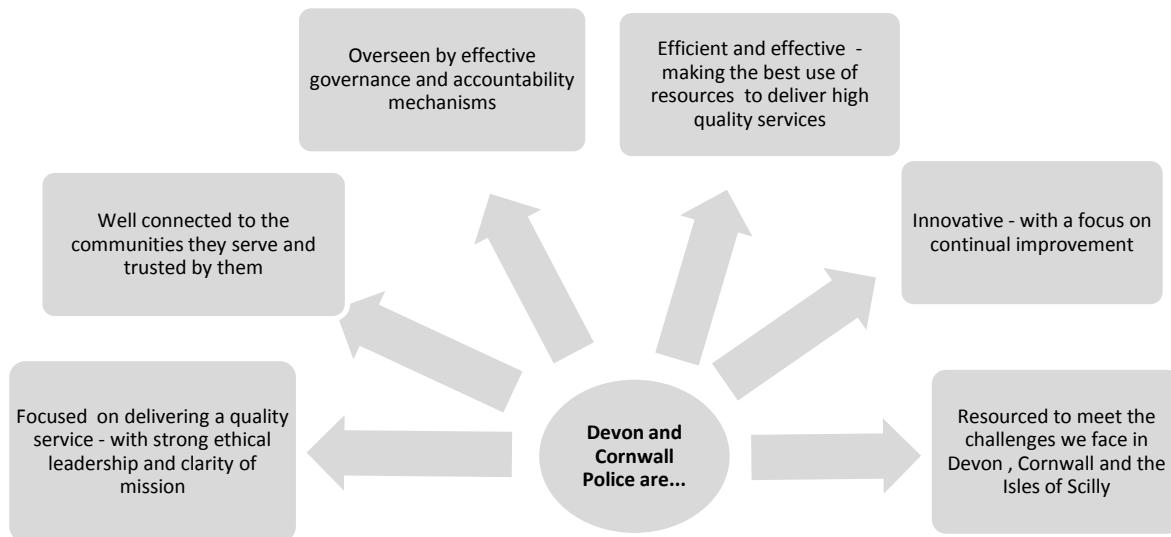 Overseen by effective
governance and accountability
mechanisms
Efficient and effective -
making the best use of
resources to deliver high
quality services
Well connected to the
communities they serve and
trusted by them
Innovative - with a focus on
continual improvement
Focused on delivering a quality
service - with strong ethical
leadership and clarity of
mission
Devon and
Cornwall
Police are...
Resourced to meet the
challenges we face in
Devon , Cornwall and the
Isles of Scilly